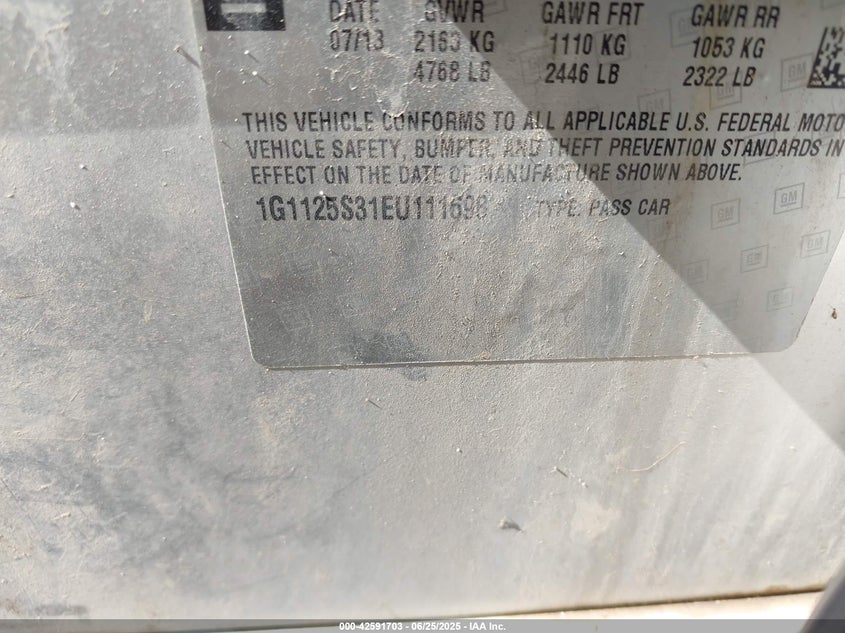 DATE GVWR GAWR FRT GAWR RR
07/13 2163 KG 1110 KG 1053 KG
4768 LB 2446 LB 2322 LB
THIS VEHICLE CONFORMS TO ALL APPLICABLE U.S. FEDERAL MOTO
VEHICLE SAFETY, BUMPER, AND THEFT PREVENTION STANDARDS IN
EFFECT ON THE DATE OF MANUFACTURE SHOWN ABOVE.
1G1125S31EU111698 TYPE: PASS CAR
000-42591703 - 06/25/2025 - IAA Inc.